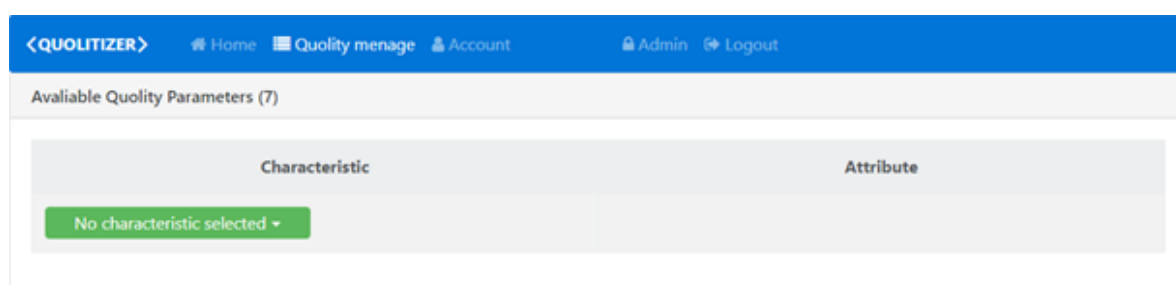 <QUOLITIZER> Home Quolity menage Account Admin Logout
Avaliable Quolity Parameters (7)
Characteristic Attribute
No characteristic selected